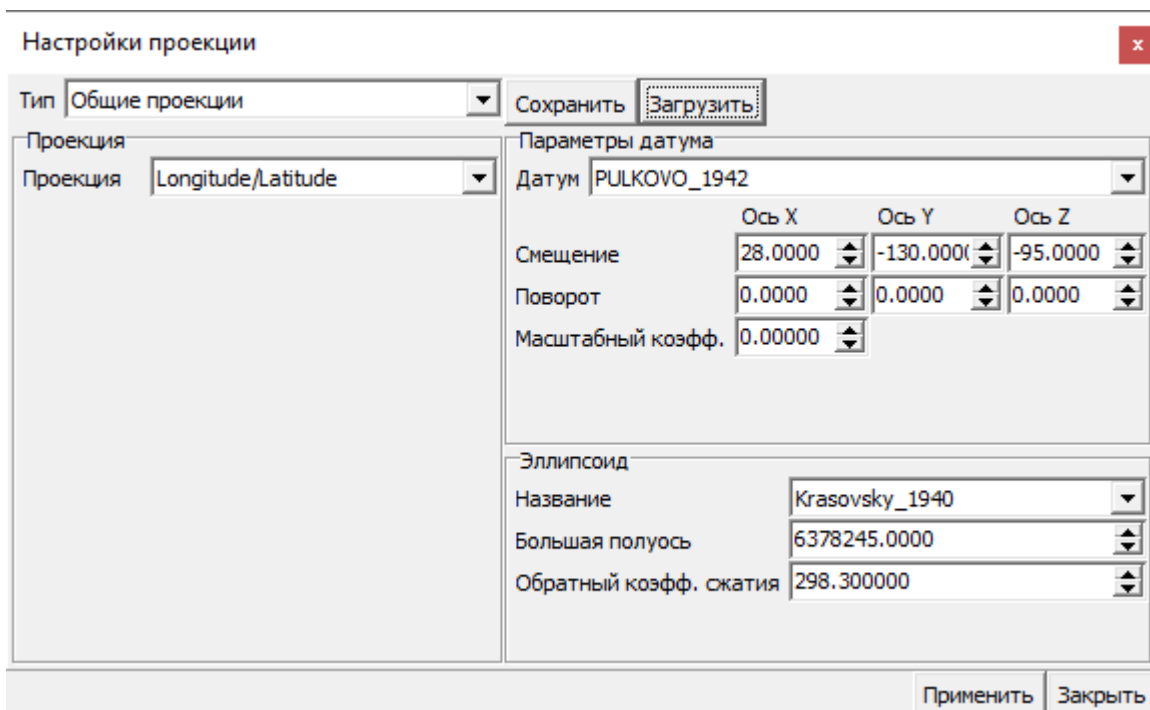 Настройки проекции
x
Тип Общие проекции Сохранить Загрузить
Проекция
Проекция Longitude/Latitude
Параметры датума
Датум PULKOVO_1942
Ось X Ось Y Ось Z
Смещение 28.0000 -130.000 -95.0000
Поворот 0.0000 0.0000 0.0000
Масштабный коэфф. 0.00000
Эллипсоид
Название Krasovsky_1940
Большая полуось 6378245.0000
Обратный коэфф. сжатия 298.300000
Применить Закрыть